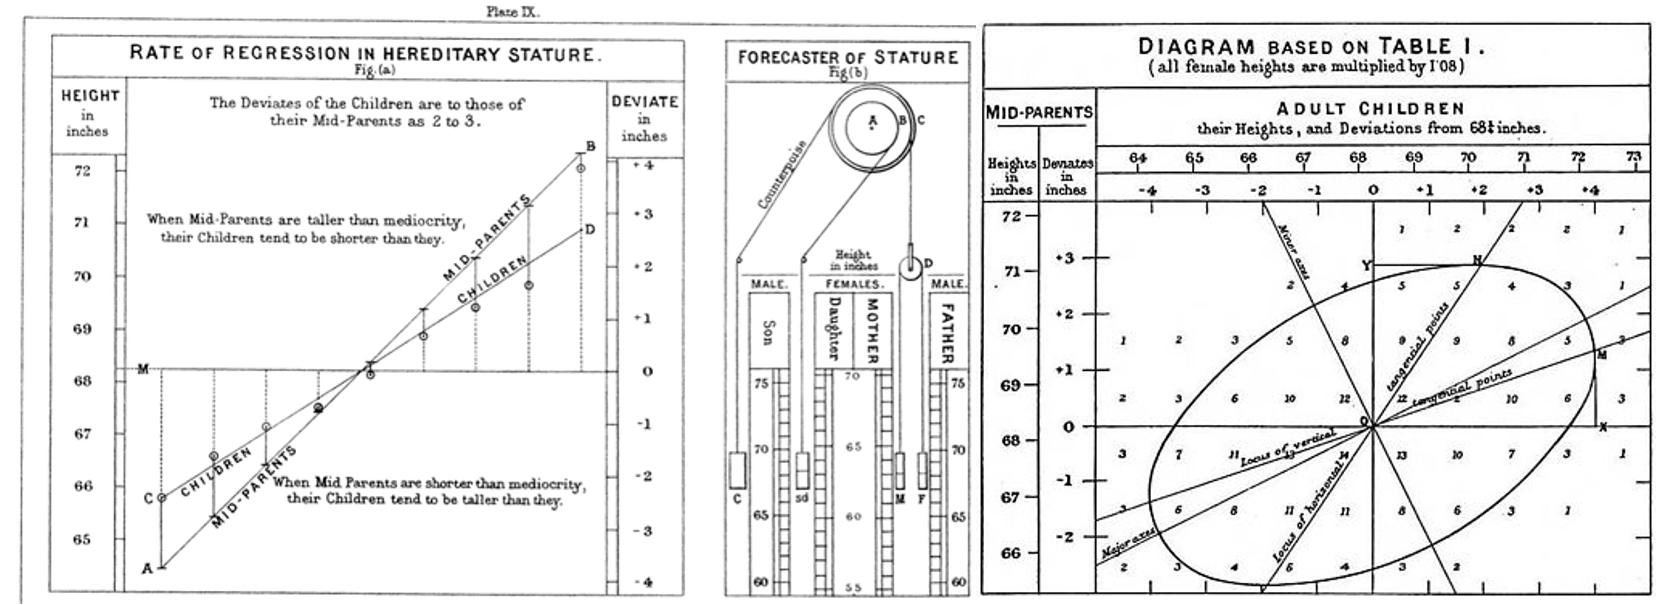 Plate IX.
RATE OF REGRESSION IN HEREDITARY STATURE.
Fig.(a)
HEIGHT
in
inches
The Deviates of the Children are to those of
their Mid-Parents as 2 to 3.
DEVIATE
in
inches
72
71
70
69
68
67
66
65
When Mid-Parents are taller than mediocrity,
their Children tend to be shorter than they.
MID-PARENTS
CHILDREN
B
D
M
CHILDREN
MID-PARENTS
C
A
When Mid Parents are shorter than mediocrity,
their Children tend to be taller than they.
+4
+3
+2
+1
0
-1
-2
-3
-4
FORECASTER OF STATURE
Fig(b)
A B C
Counterpoise
D
Height
in inches
MALE. FEMALES. MALE.
Son
Daughter
MOTHER
FATHER
75 70 75
70 65 70
C sd M F
65 60 65
60 55 60
DIAGRAM BASED ON TABLE I.
(all female heights are multiplied by 1'08)
MID-PARENTS
ADULT CHILDREN
their Heights, and Deviations from 68¼ inches.
Heights
in
inches
Deviates
in
inches
64 65 66 67 68 69 70 71 72 73
-4 -3 -2 -1 0 +1 +2 +3 +4
72
71
70
69
68
67
66
+3
+2
+1
0
-1
-2
1 2 2 2 1
Y N
2 4 5 5 4 3 1
1 2 3 5 8 9 9 8 5 3
M
2 3 6 10 12 12 2 10 6 3
O X
3 7 11 13 14 13 10 7 3 1
3 6 8 11 11 8 6 3 1
2 3 4 6 4 3 2
Minor axes
tangential points
tangential points
Locus of vertical
Locus of horizontal
Major axes